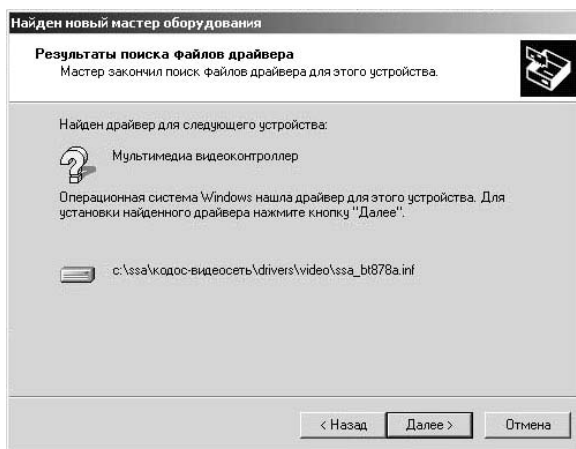 Найден новый мастер оборудования
Результаты поиска файлов драйвера
Мастер закончил поиск файлов драйвера для этого устройства.
Найден драйвер для следующего устройства:
Мультимедиа видеоконтроллер
Операционная система Windows нашла драйвер для этого устройства. Для
установки найденного драйвера нажмите кнопку "Далее".
c:\ssa\кодос-видеосеть\drivers\video\ssa_bt878a.inf
< Назад
Далее >
Отмена